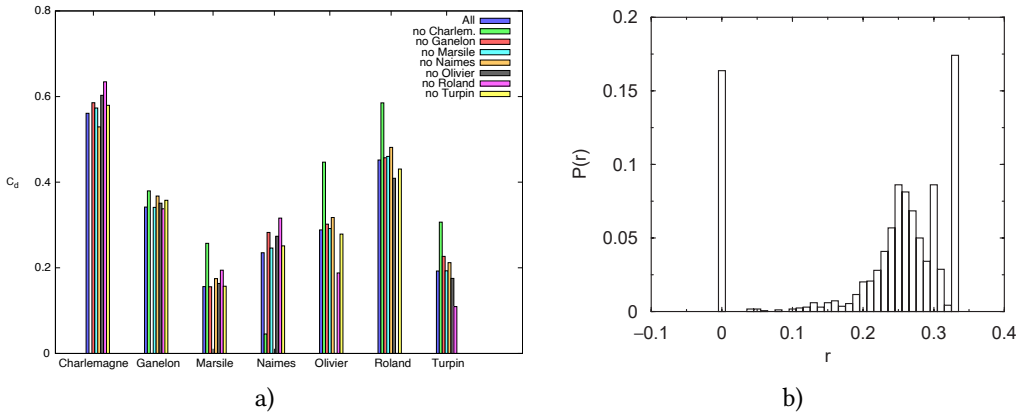 0.8
0.6
0.4
0.2
0
C_d
All
no Charlem.
no Ganelon
no Marsile
no Naimes
no Olivier
no Roland
no Turpin
Charlemagne Ganelon Marsile Naimes Olivier Roland Turpin
a)
0.2
0.15
0.1
0.05
0
P(r)
−0.1 0 0.1 0.2 0.3 0.4
r
b)